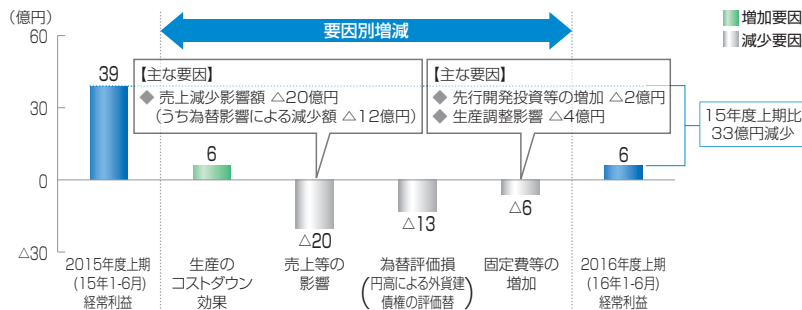 (億円)
要因別増減
増加要因
減少要因
60
30
0
△30
39
【主な要因】
◆ 売上減少影響額 △20億円
(うち為替影響による減少額 △12億円)
【主な要因】
◆ 先行開発投資等の増加 △2億円
◆ 生産調整影響 △4億円
15年度上期比
33億円減少
6
△20
△13
△6
6
2015年度上期
(15年1-6月)
経常利益
生産の
コストダウン
効果
売上等の
影響
為替評価損
(円高による外貨建
債権の評価替)
固定費等の
増加
2016年度上期
(16年1-6月)
経常利益